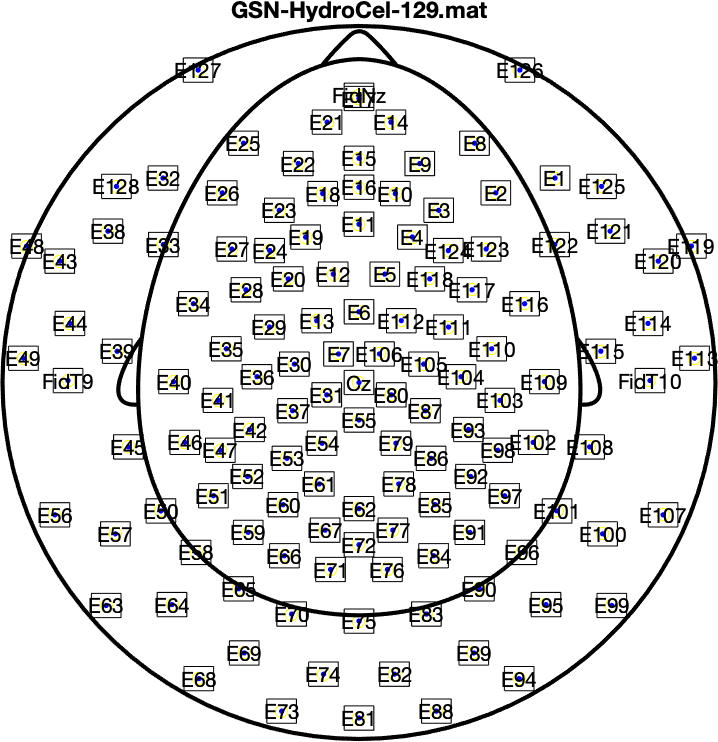 GSN-HydroCel-129.mat
E127 E126
FidNz
E17
E21 E14
E25 E8
E22 E15 E9
E128 E32 E1 E125
E26 E18 E16 E10 E2
E23 E3
E11
E38 E19 E4 E121
E48 E33 E27 E24 E124 E123 E122 E119
E43 E120
E20 E12 E5 E118
E28 E117
E34 E116
E44 E29 E13 E6 E112 E111 E114
E49 E39 E35 E7 E106 E110 E115 E113
E30 E105
FidT9 E40 E36 Cz E104 E109 FidT10
E41 E31 E80 E103
E37 E55 E87
E42 E93
E45 E46 E47 E54 E79 E98 E102 E108
E53 E86
E52 E61 E78 E92
E51 E97
E56 E50 E60 E62 E85 E101 E107
E57 E59 E67 E77 E91 E100
E58 E66 E72 E84 E96
E71 E76
E65 E90
E63 E64 E70 E75 E83 E95 E99
E69 E89
E68 E74 E82 E94
E73 E81 E88